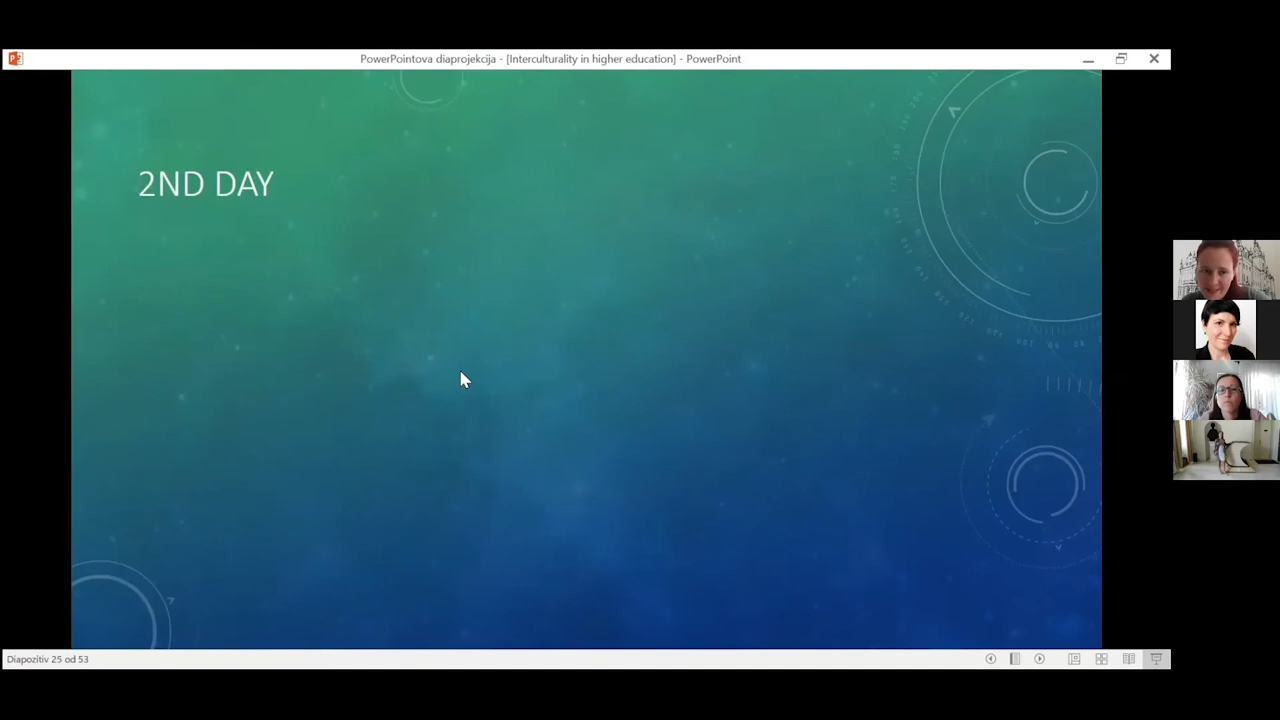 PowerPointova diaprojekcija - [Interculturality in higher education] - PowerPoint
2ND DAY
Diapozitiv 25 od 53